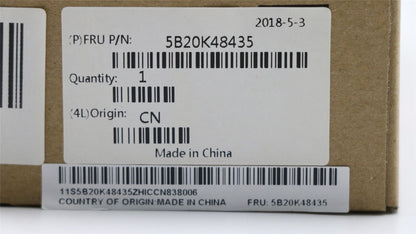 2018-5-3
(P)FRU P/N: 5B20K48435
Quantity: 1
(4L)Origin: CN
Made in China
11S5B20K48435ZHICCN838006
COUNTRY OF ORIGIN:MADE IN CHINA FRU: 5B20K48435